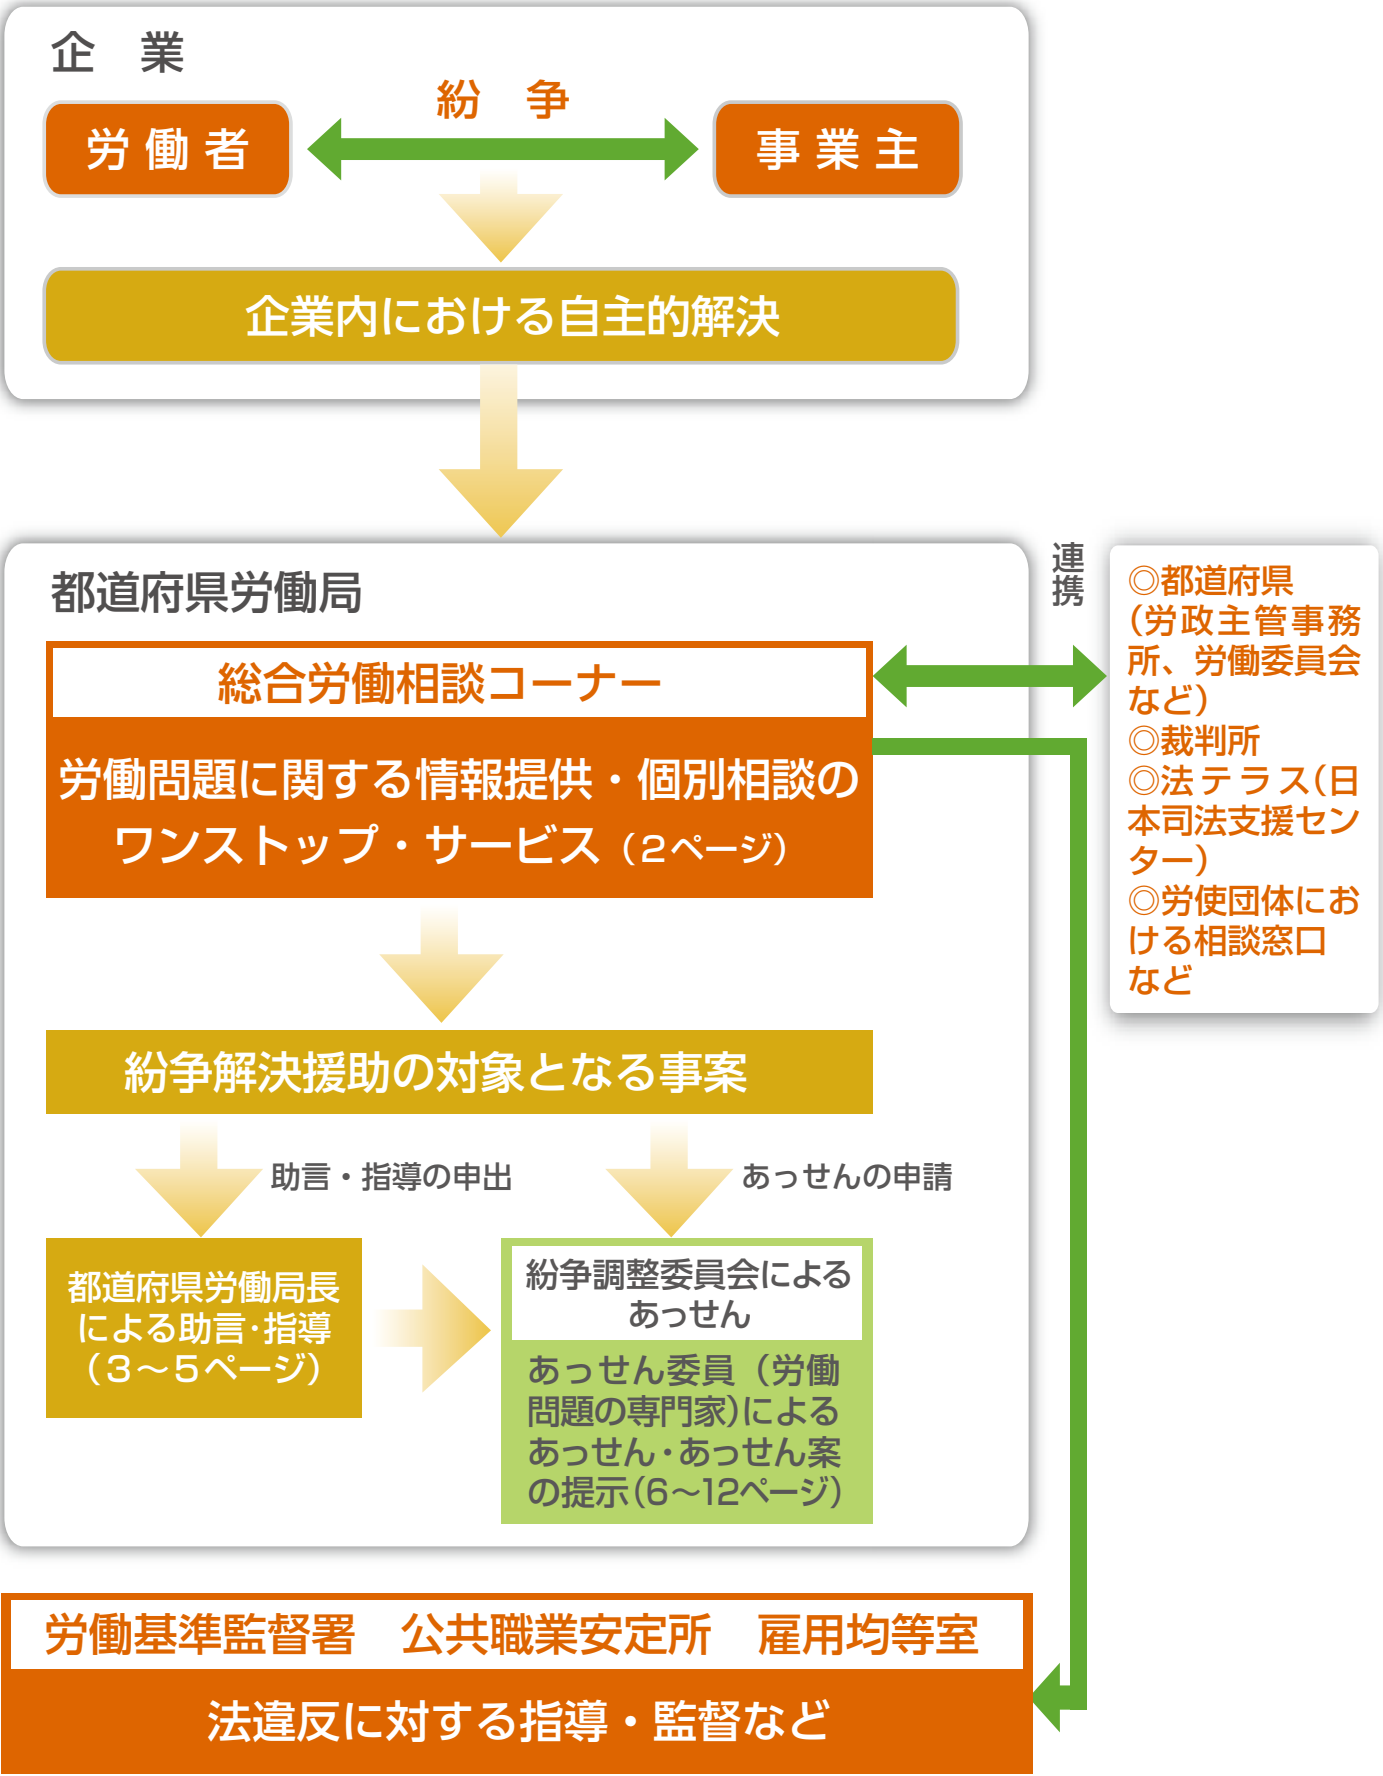 企　業
紛　争
労働者
事業主
企業内における自主的解決
都道府県労働局
連携
総合労働相談コーナー
労働問題に関する情報提供・個別相談の
ワンストップ・サービス（２ページ）
◎都道府県
（労政主管事務
所、労働委員会
など）
◎裁判所
◎法テラス（日
本司法支援セン
ター）
◎労使団体にお
ける相談窓口
など
紛争解決援助の対象となる事案
助言・指導の申出
あっせんの申請
都道府県労働局長
による助言・指導
（３～５ページ）
紛争調整委員会による
あっせん
あっせん委員（労働
問題の専門家）による
あっせん・あっせん案
の提示（6～12ページ）
労働基準監督署　公共職業安定所　雇用均等室
法違反に対する指導・監督など